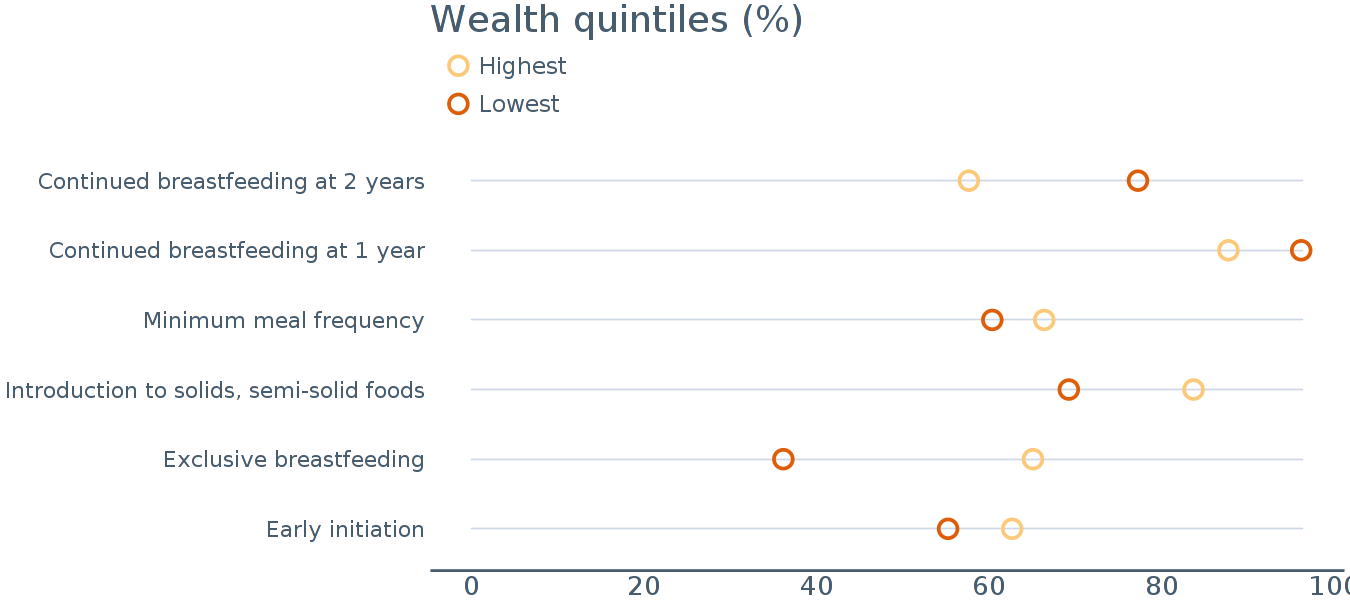 Wealth quintiles (%)
Highest
Lowest
Continued breastfeeding at 2 years
Continued breastfeeding at 1 year
Minimum meal frequency
Introduction to solids, semi-solid foods
Exclusive breastfeeding
Early initiation
0 20 40 60 80 100